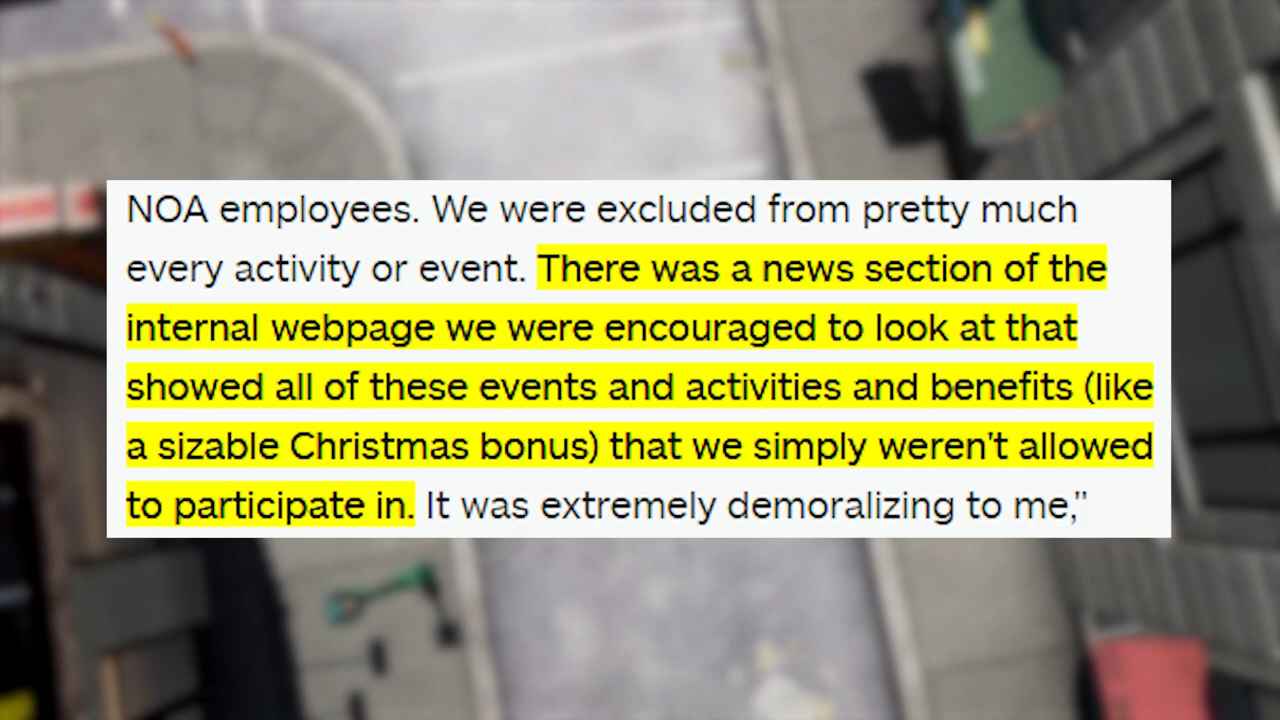 NOA employees. We were excluded from pretty much
every activity or event. There was a news section of the
internal webpage we were encouraged to look at that
showed all of these events and activities and benefits (like
a sizable Christmas bonus) that we simply weren't allowed
to participate in. It was extremely demoralizing to me,"